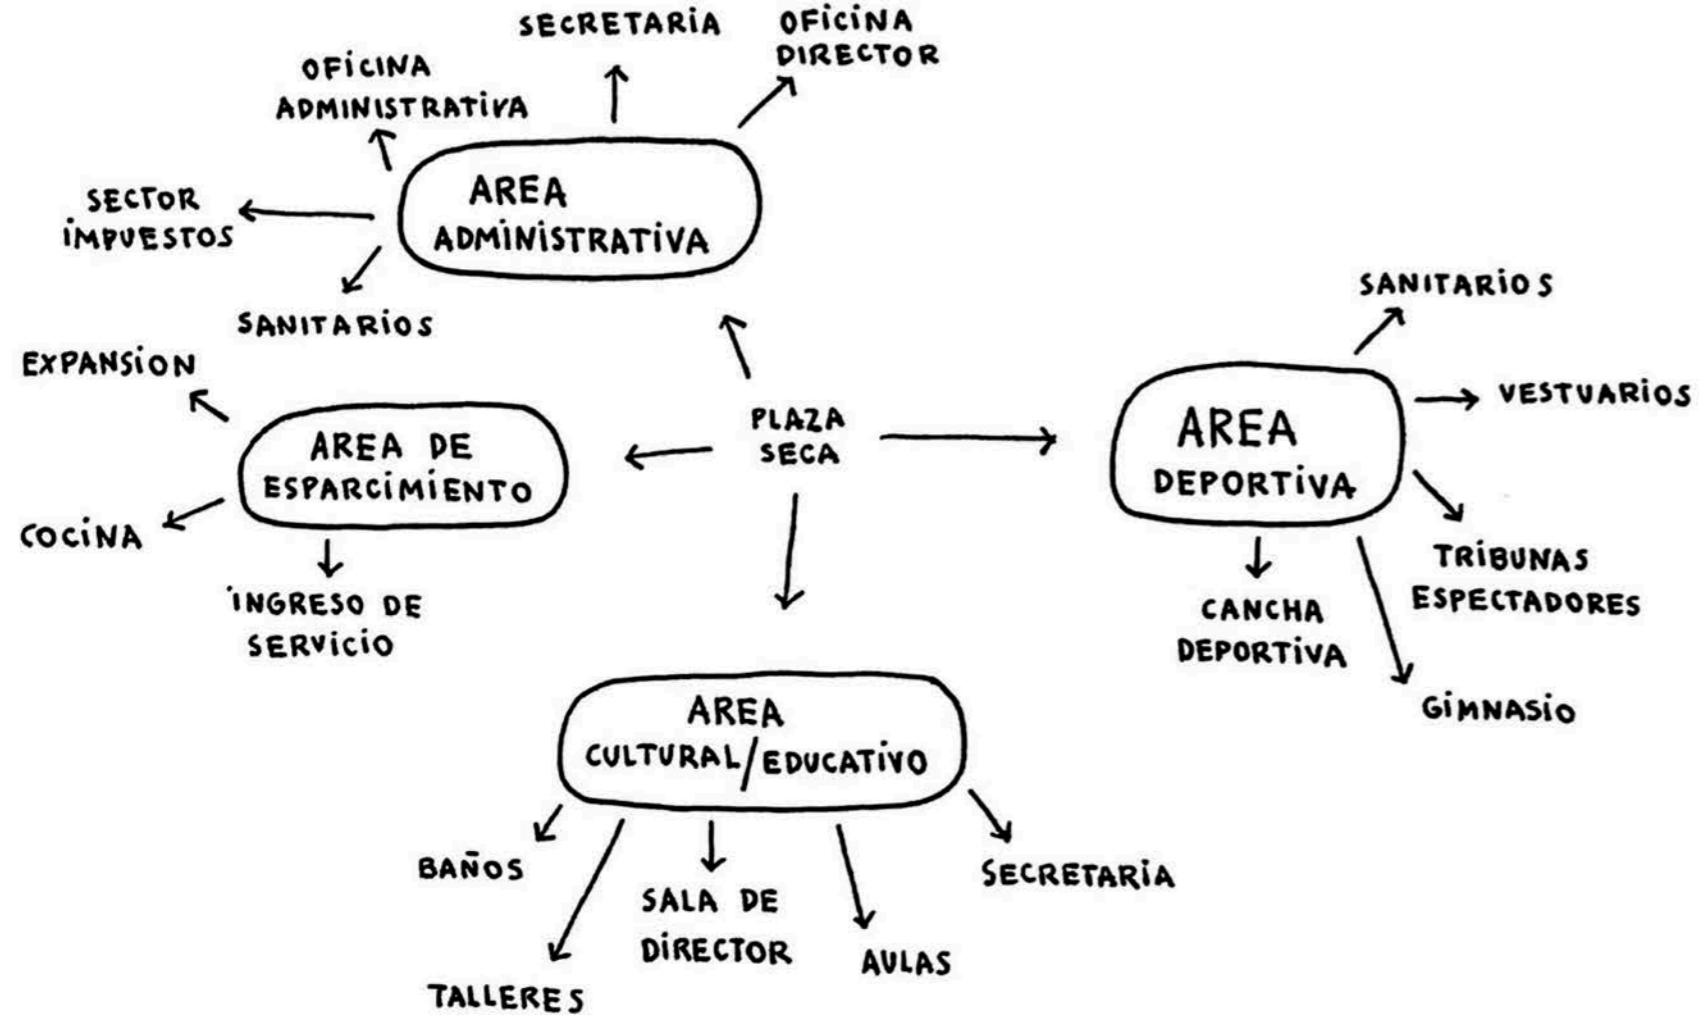 SECRETARIA
OFICINA
DIRECTOR
OFICINA
ADMINISTRATIVA
AREA
ADMINISTRATIVA
SECTOR
IMPUESTOS
SANITARIOS
EXPANSION
AREA DE
ESPARCIMIENTO
COCINA
INGRESO DE
SERVICIO
PLAZA
SECA
SANITARIOS
VESTUARIOS
AREA
DEPORTIVA
TRIBUNAS
ESPECTADORES
CANCHA
DEPORTIVA
GIMNASIO
AREA
CULTURAL/EDUCATIVO
BAÑOS
TALLERES
SALA DE
DIRECTOR
AULAS
SECRETARIA